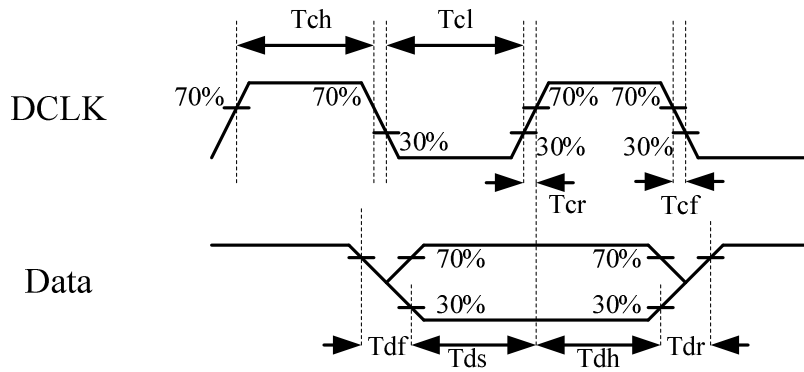 Tch Tcl
DCLK 70% 70% 70% 70%
30% 30% 30%
Tcr Tcf
Data 70% 70%
30% 30%
Tdf Tds Tdh Tdr